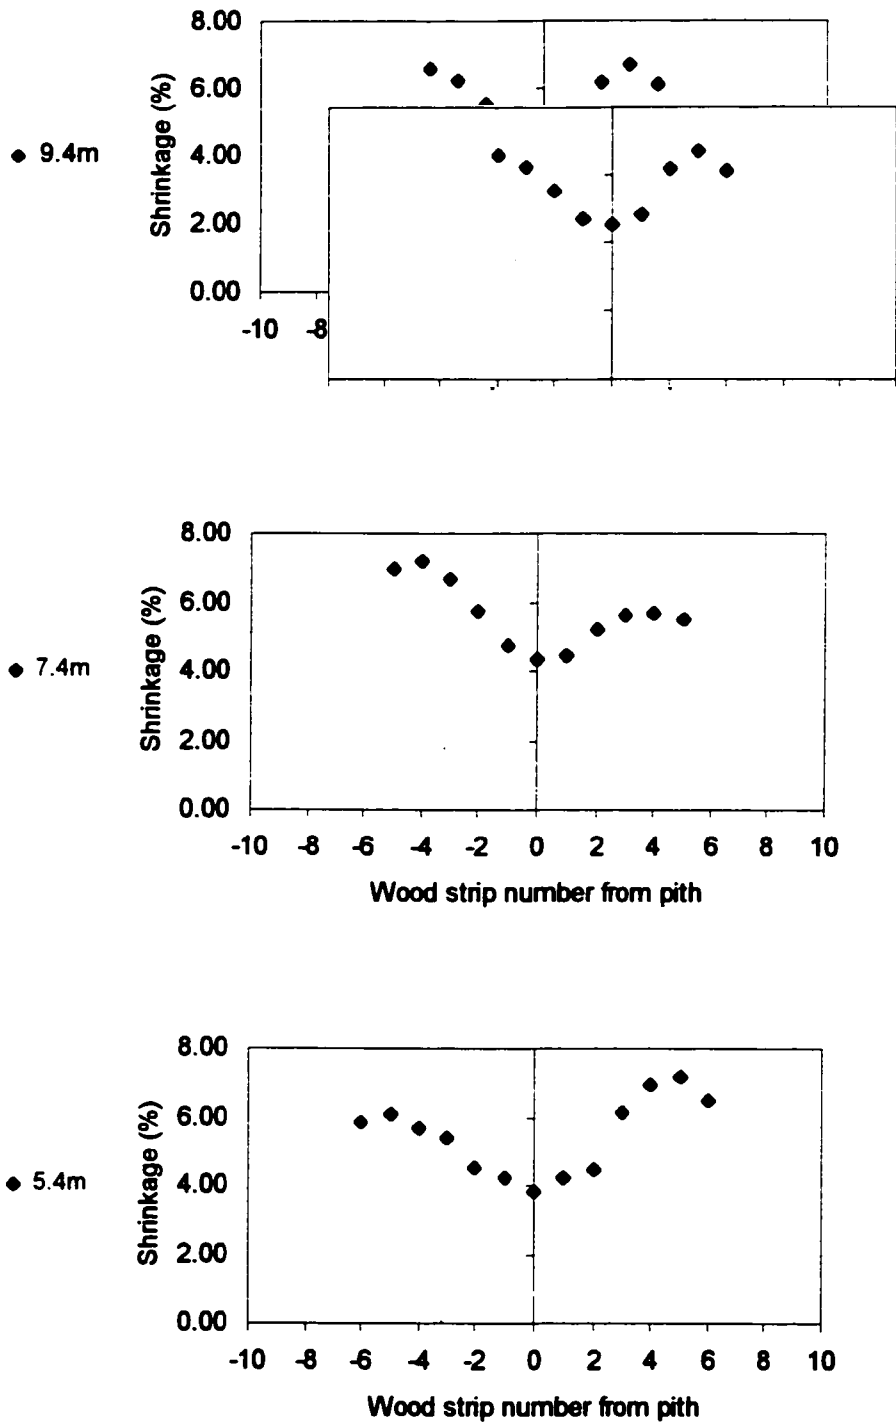 8.00
6.00
4.00
2.00
0.00
Shrinkage (%)
9.4m
-10 -8
8.00
6.00
4.00
2.00
0.00
Shrinkage (%)
7.4m
-10 -8 -6 -4 -2 0 2 4 6 8 10
Wood strip number from pith
8.00
6.00
4.00
2.00
0.00
Shrinkage (%)
5.4m
-10 -8 -6 -4 -2 0 2 4 6 8 10
Wood strip number from pith